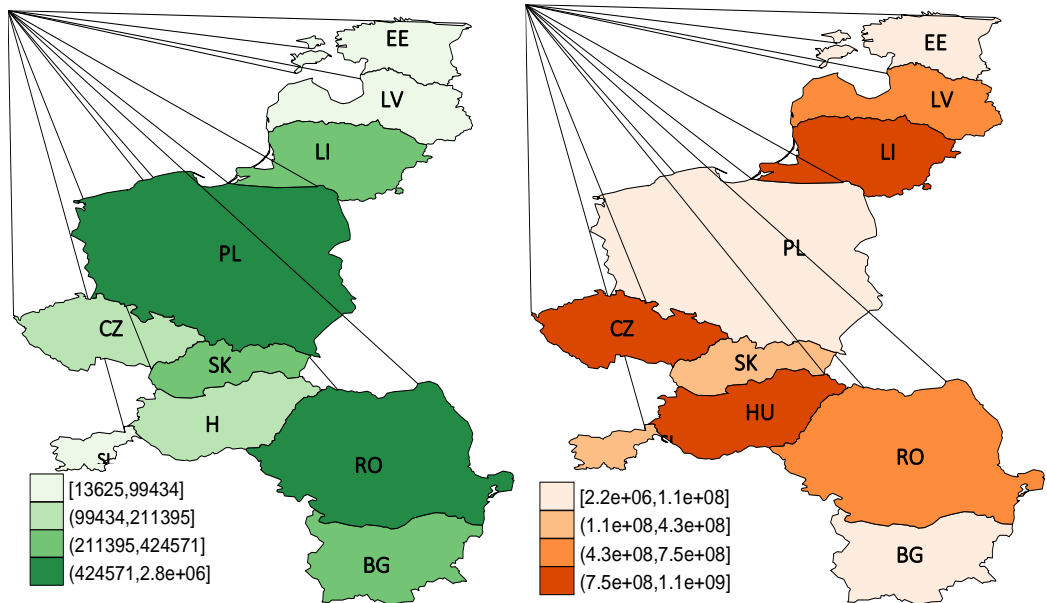 EE
LV
LI
PL
CZ
SK
H
RO
BG
[13625,99434]
(99434,211395]
(211395,424571]
(424571,2.8e+06]
EE
LV
LI
PL
CZ
SK
HU
RO
BG
[2.2e+06,1.1e+08]
(1.1e+08,4.3e+08]
(4.3e+08,7.5e+08]
(7.5e+08,1.1e+09]